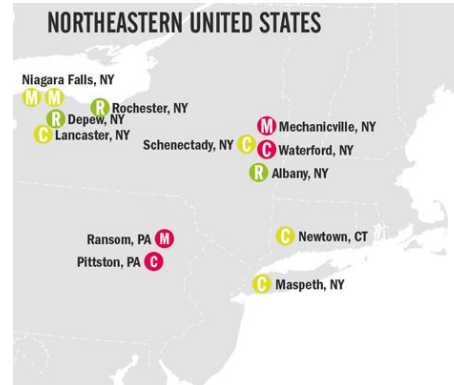 NORTHEASTERN UNITED STATES
Niagara Falls, NY
M M
R Rochester, NY
R Depew, NY
C Lancaster, NY
M Mechanicville, NY
Schenectady, NY C
C Waterford, NY
R Albany, NY
Ransom, PA M
C Newtown, CT
Pittston, PA C
C Maspeth, NY